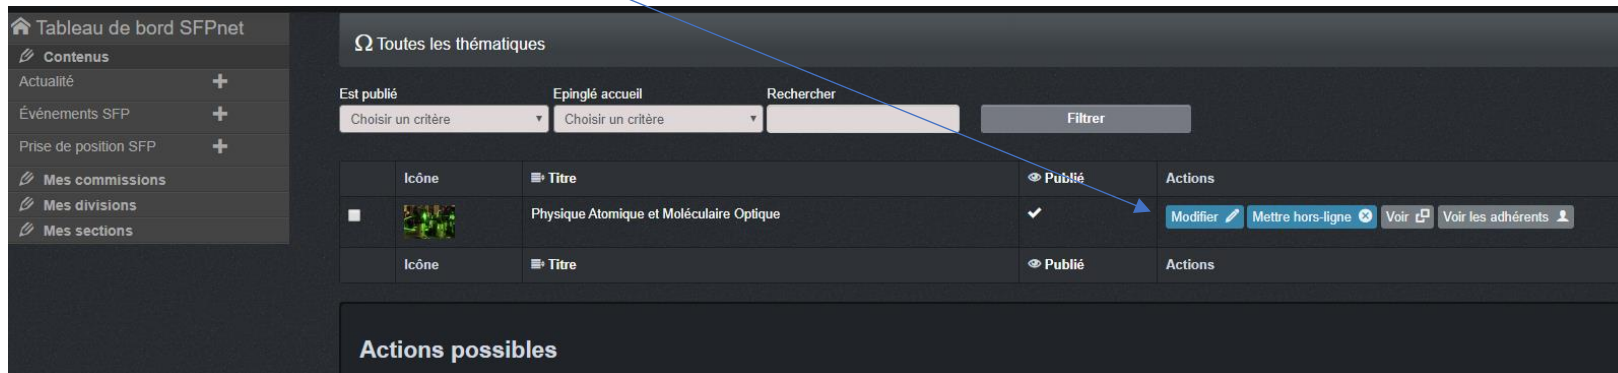 Tableau de bord SFPnet
Contenus
Actualité
Événements SFP
Prise de position SFP
Mes commissions
Mes divisions
Mes sections
Ω Toutes les thématiques
Est publié Epinglé accueil Rechercher
Choisir un critère Choisir un critère Filtrer
Icône Titre Publié Actions
Physique Atomique et Moléculaire Optique Modifier Mettre hors-ligne Voir Voir les adhérents
Icône Titre Publié Actions
Actions possibles